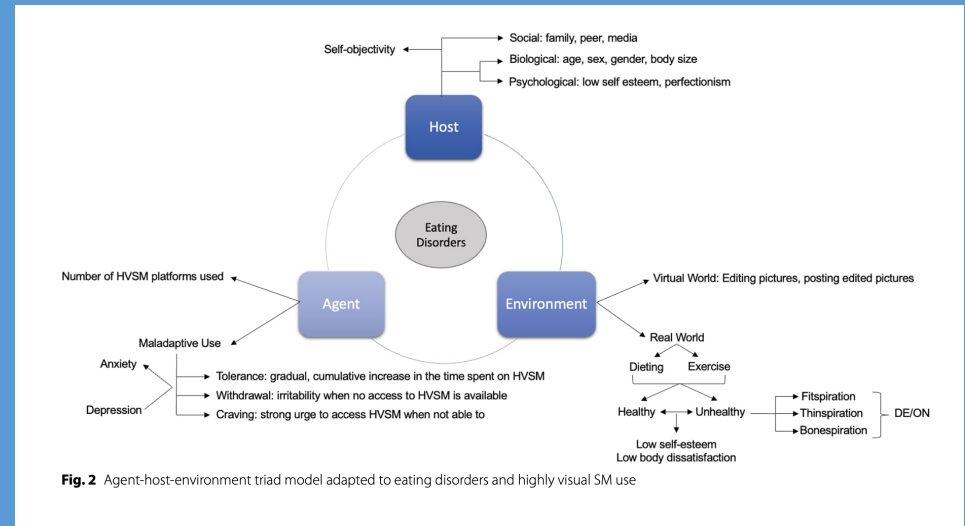 Social: family, peer, media
Self-objectivity
Biological: age, sex, gender, body size
Psychological: low self esteem, perfectionism
Host
Eating
Disorders
Number of HVSM platforms used
Agent
Maladaptive Use
Anxiety
Depression
Tolerance: gradual, cumulative increase in the time spent on HVSM
Withdrawal: irritability when no access to HVSM is available
Craving: strong urge to access HVSM when not able to
Environment
Virtual World: Editing pictures, posting edited pictures
Real World
Dieting
Exercise
Healthy
Unhealthy
Low self-esteem
Low body dissatisfaction
Fitspiration
Thinspiration
Bonespiration
DE/ON
Fig. 2 Agent-host-environment triad model adapted to eating disorders and highly visual SM use